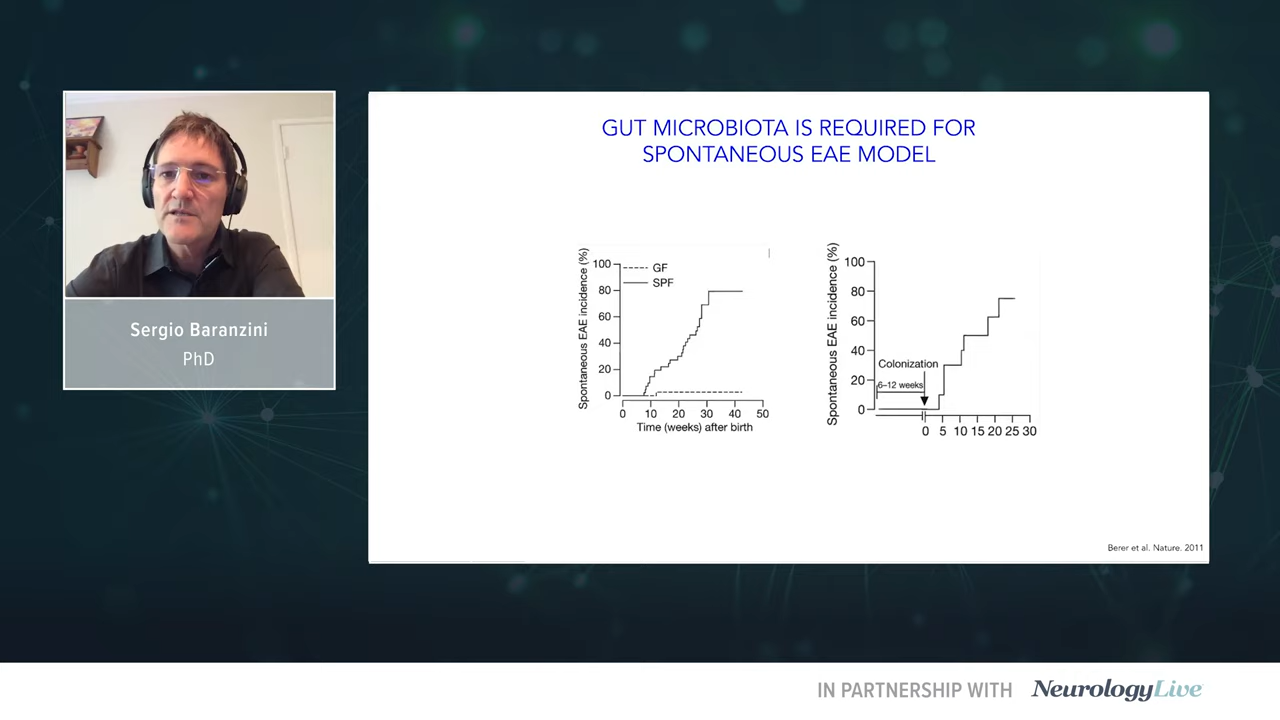 Sergio Baranzini
PhD
GUT MICROBIOTA IS REQUIRED FOR
SPONTANEOUS EAE MODEL
Spontaneous EAE incidence (%)
100
80
60
40
20
0
GF
SPF
0 10 20 30 40 50
Time (weeks) after birth
Spontaneous EAE incidence (%)
100
80
60
40
20
0
Colonization
6–12 weeks
0 5 10 15 20 25 30
Berer et al. Nature. 2011
IN PARTNERSHIP WITH NeurologyLive